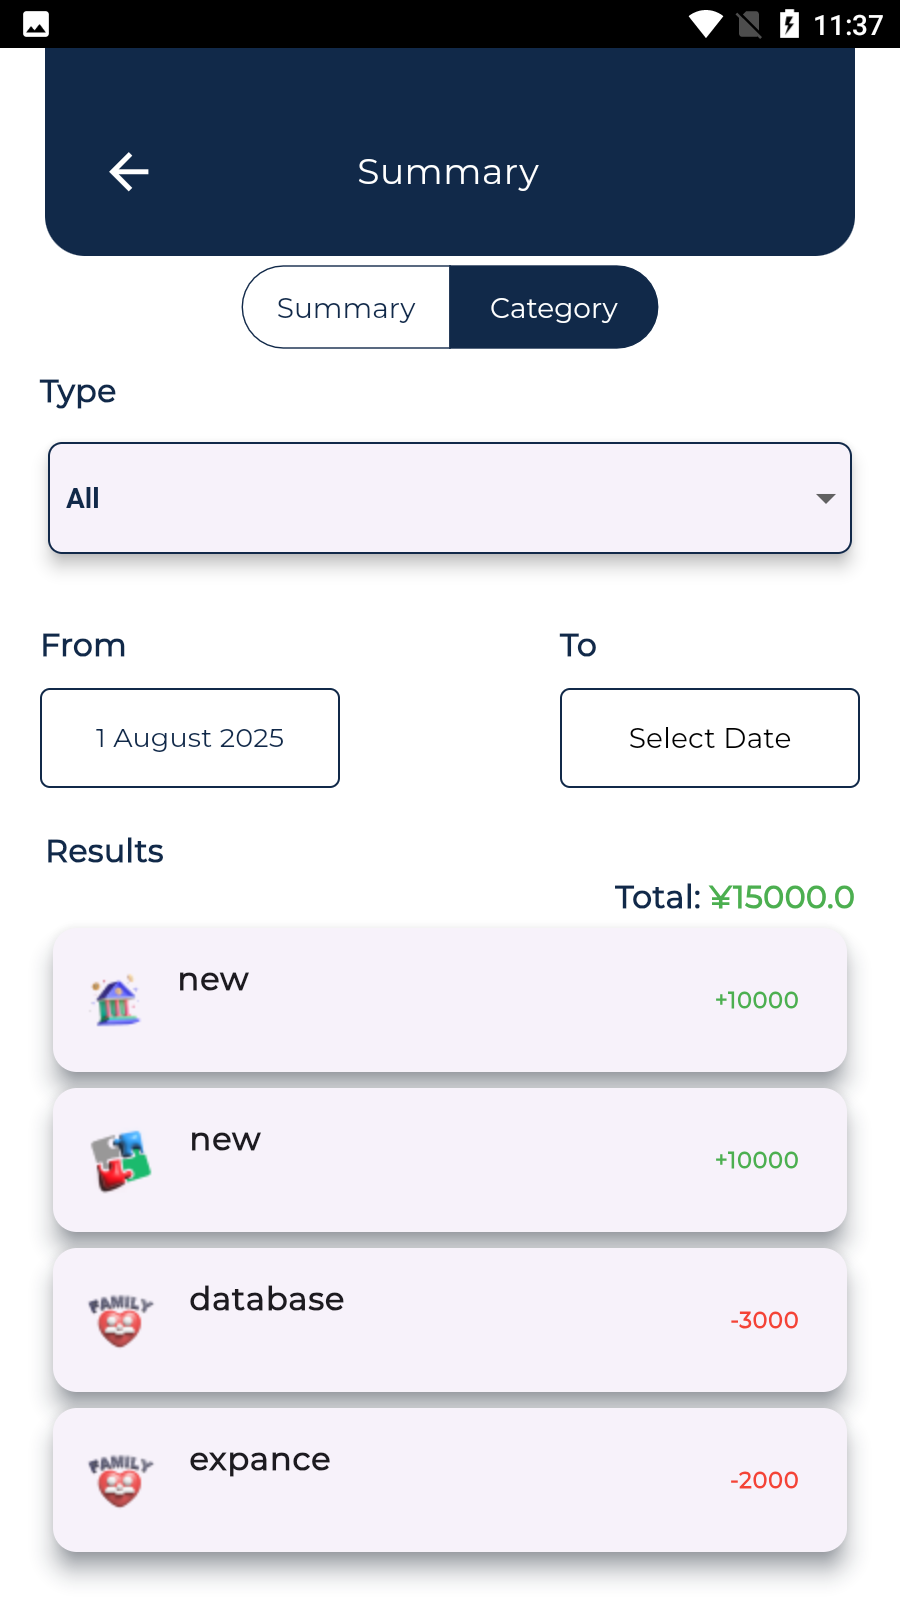 11:37
Summary
Summary Category
Type
All
From To
1 August 2025 Select Date
Results
Total: ¥15000.0
new
+10000
new
+10000
FAMILY
database
-3000
FAMILY
expance
-2000